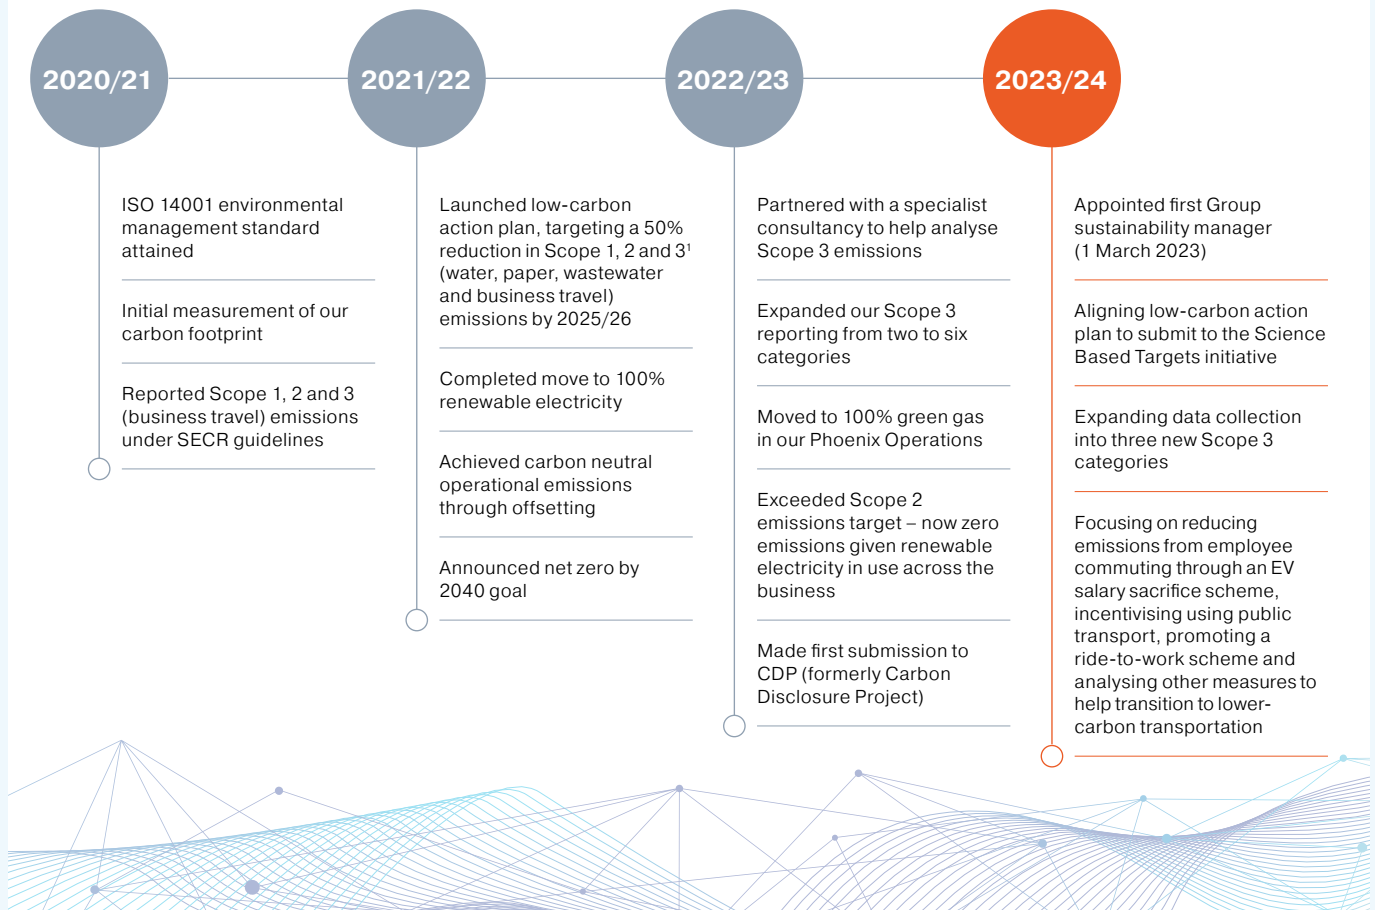 2020/21
ISO 14001 environmental
management standard
attained
Initial measurement of our
carbon footprint
Reported Scope 1, 2 and 3
(business travel) emissions
under SECR guidelines
2021/22
Launched low-carbon
action plan, targeting a 50%
reduction in Scope 1, 2 and 3¹
(water, paper, wastewater
and business travel)
emissions by 2025/26
Completed move to 100%
renewable electricity
Achieved carbon neutral
operational emissions
through offsetting
Announced net zero by
2040 goal
2022/23
Partnered with a specialist
consultancy to help analyse
Scope 3 emissions
Expanded our Scope 3
reporting from two to six
categories
Moved to 100% green gas
in our Phoenix Operations
Exceeded Scope 2
emissions target – now zero
emissions given renewable
electricity in use across the
business
Made first submission to
CDP (formerly Carbon
Disclosure Project)
2023/24
Appointed first Group
sustainability manager
(1 March 2023)
Aligning low-carbon action
plan to submit to the Science
Based Targets initiative
Expanding data collection
into three new Scope 3
categories
Focusing on reducing
emissions from employee
commuting through an EV
salary sacrifice scheme,
incentivising using public
transport, promoting a
ride-to-work scheme and
analysing other measures to
help transition to lower-
carbon transportation